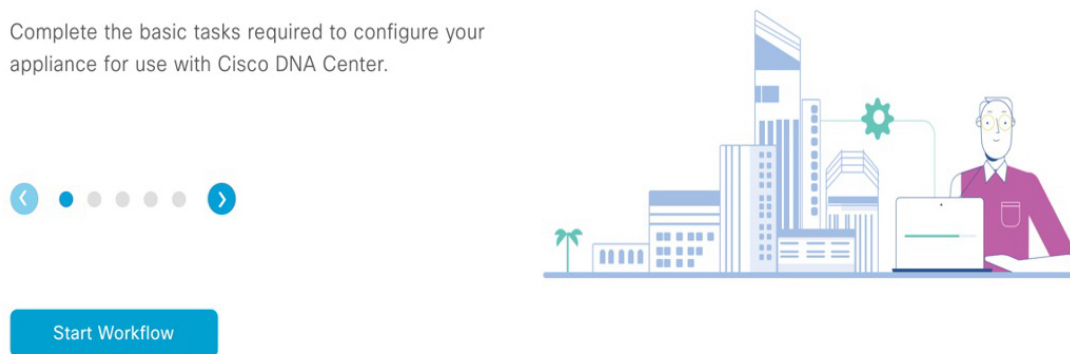 Complete the basic tasks required to configure your
appliance for use with Cisco DNA Center.
Start Workflow